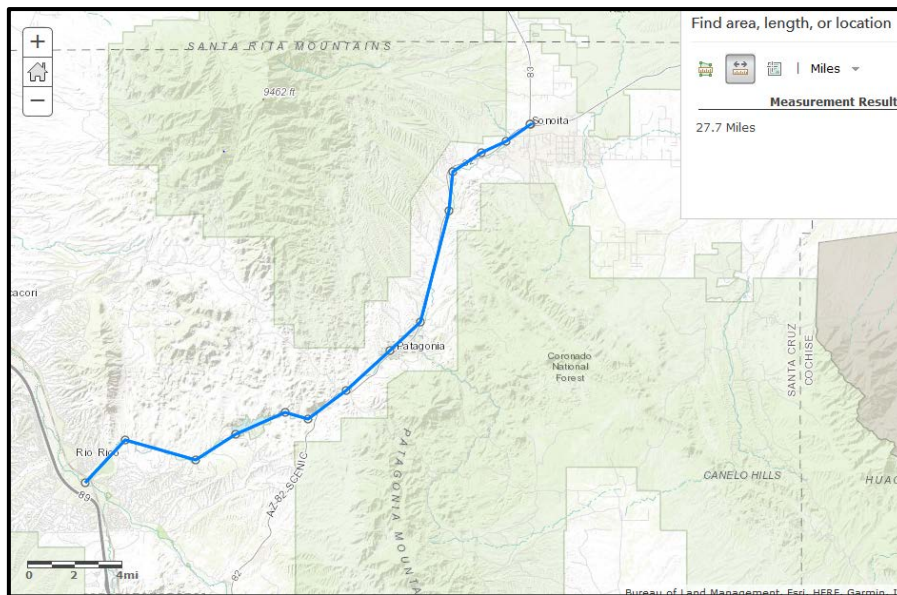 Find area, length, or location
+
−
Miles
Measurement Result
27.7 Miles
SANTA RITA MOUNTAINS
9462 ft
83
Sonoita
82
Patagonia
Coronado
National
Forest
SANTA CRUZ
COCHISE
Rio Rico
89
AZ-82 SCENIC
82
PATAGONIA MOUNTA
CANELO HILLS
HUAC
0 2 4mi
Bureau of Land Management, Esri, HERE, Garmin, I